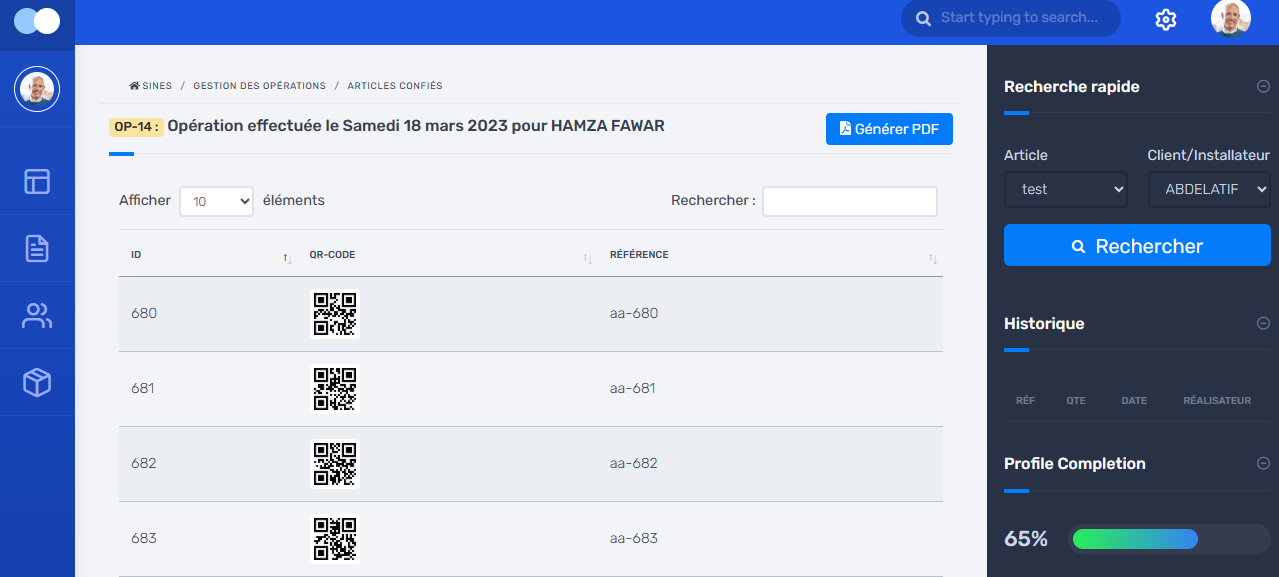 Start typing to search...
SINES / GESTION DES OPÉRATIONS / ARTICLES CONFIÉS
OP-14 : Opération effectuée le Samedi 18 mars 2023 pour HAMZA FAWAR
Générer PDF
Afficher 10 éléments
Rechercher :
ID QR-CODE RÉFÉRENCE
680 aa-680
681 aa-681
682 aa-682
683 aa-683
Recherche rapide
Article Client/Installateur
test ABDELATIF
Rechercher
Historique
RÉF QTE DATE RÉALISATEUR
Profile Completion
65%